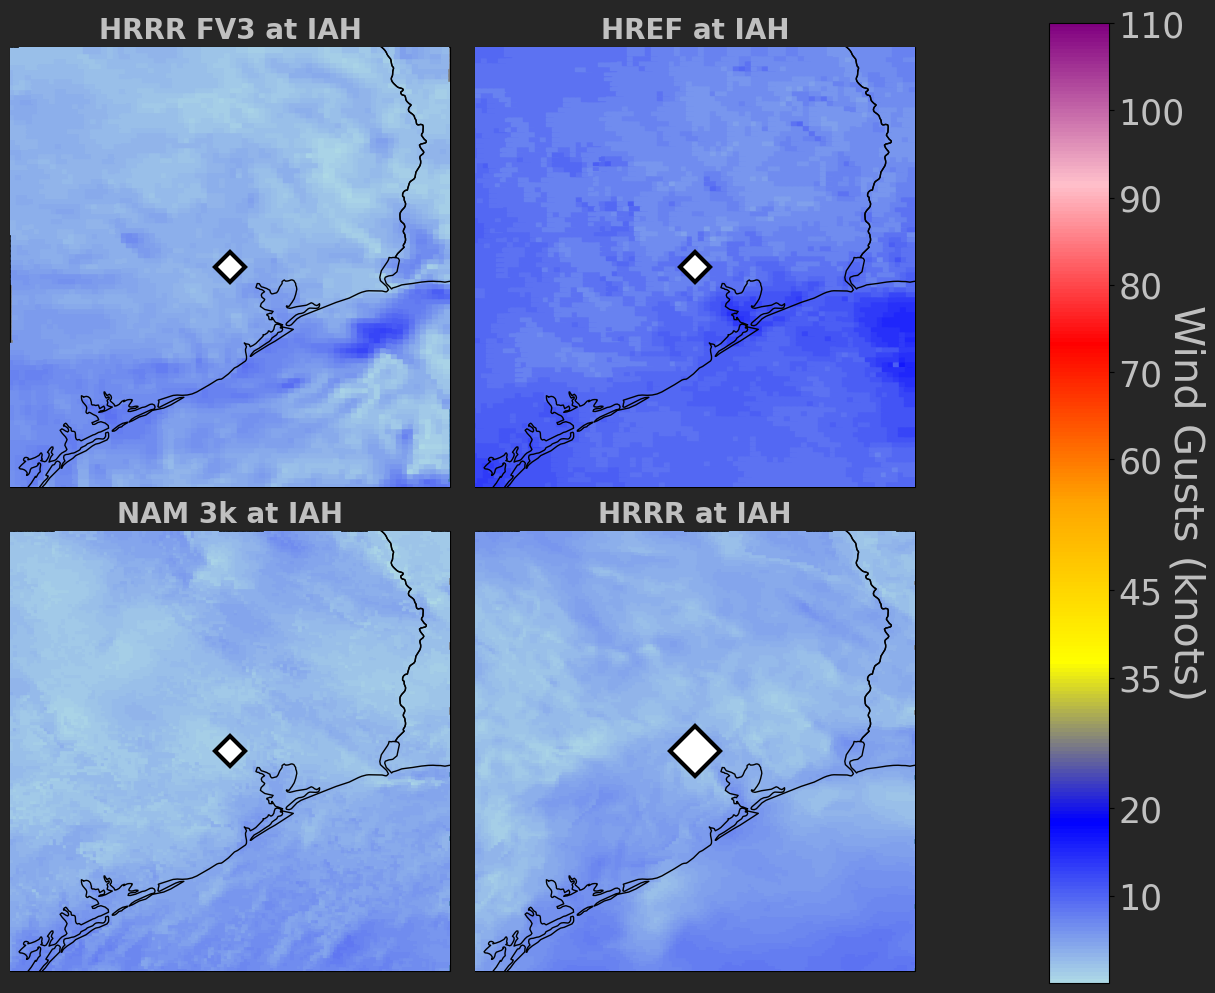 HRRR FV3 at IAH
HREF at IAH
NAM 3k at IAH
HRRR at IAH
110
100
90
80
70
60
45
35
20
10
Wind Gusts (knots)